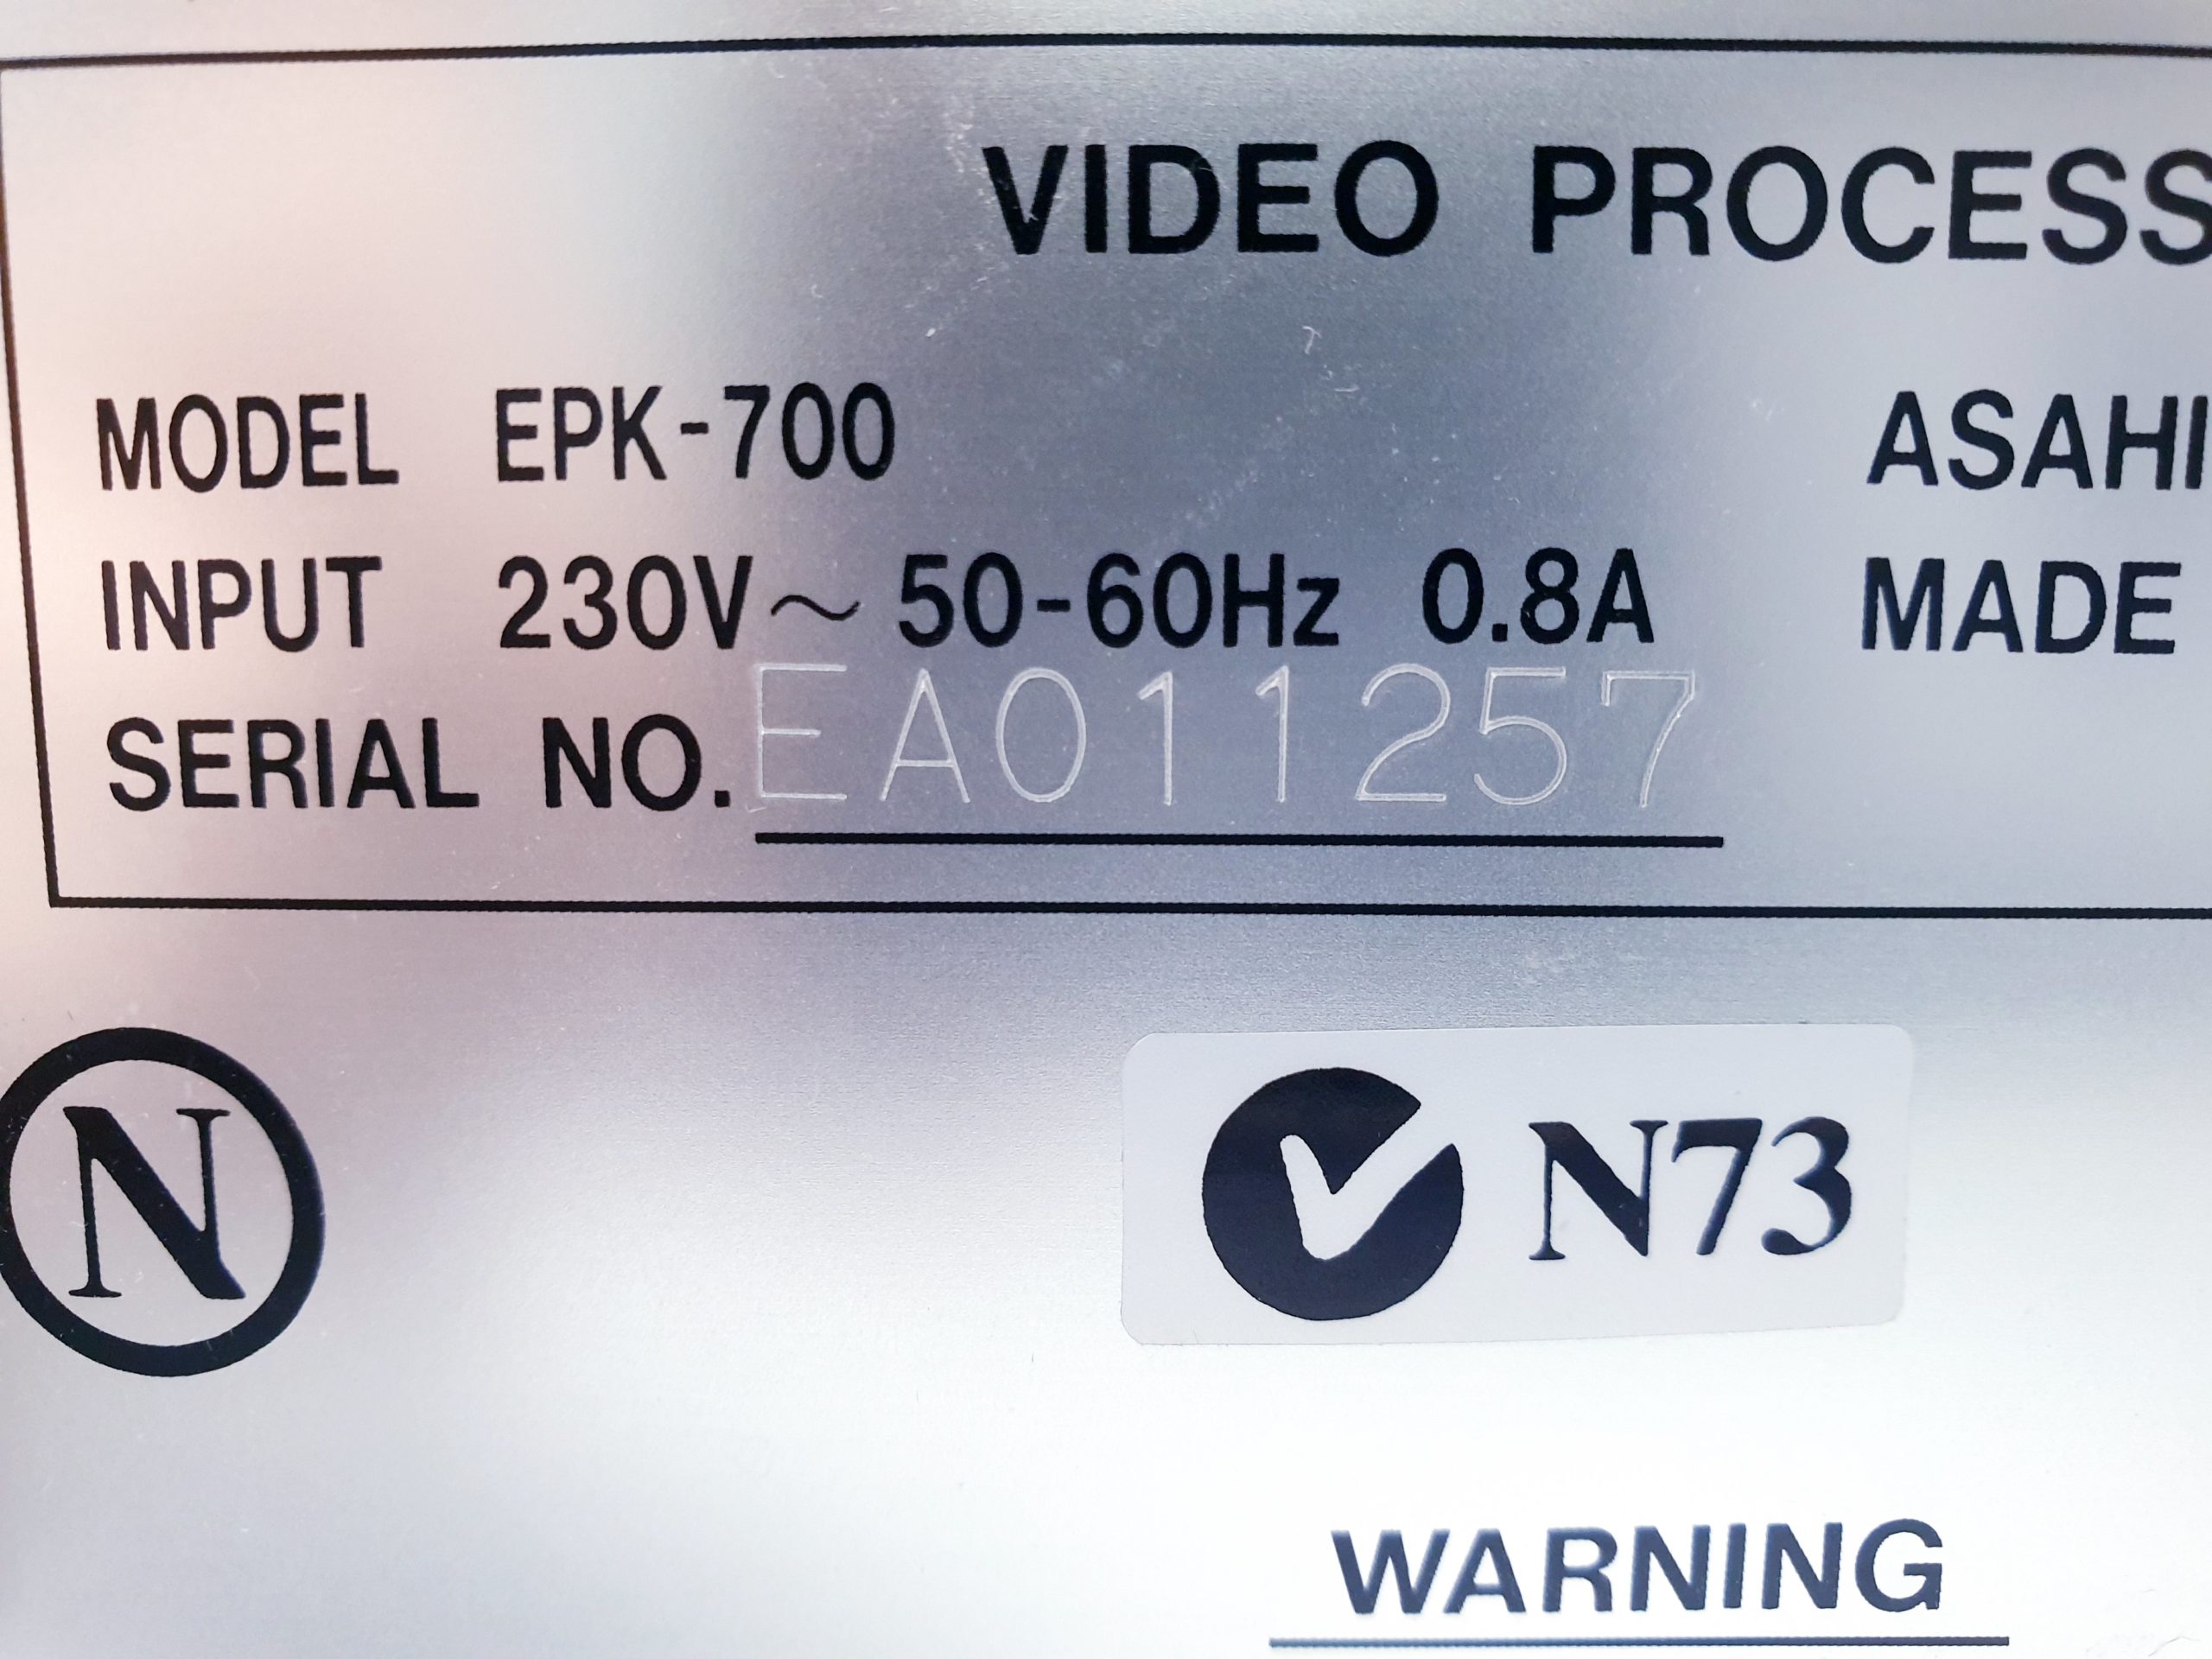 VIDEO PROCESS
MODEL EPK-700
ASAHI
INPUT 230V~ 50-60Hz 0.8A
MADE
SERIAL NO. EA011257
N
N73
WARNING